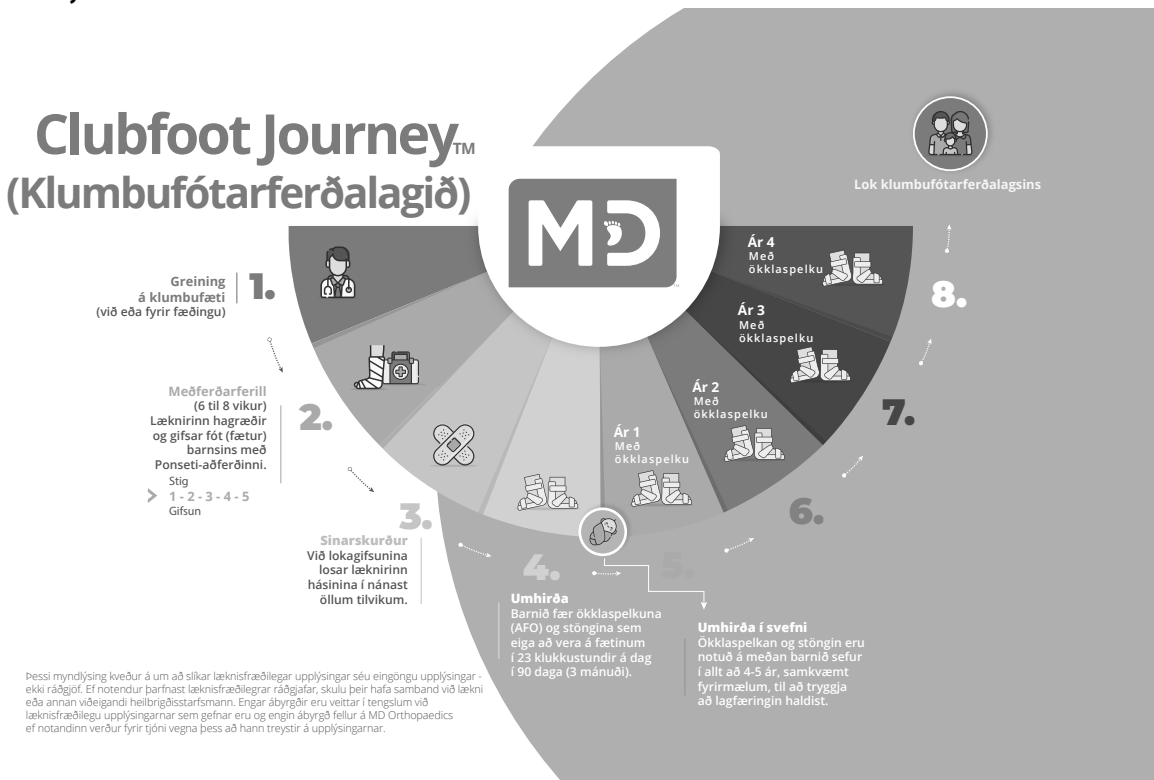 Clubfoot Journey™
(Klumbufótarferðalagið)
MD
Greining
á klumbufæti
(við eða fyrir fæðingu)
1.
Meðferðarferill
(6 til 8 vikur)
Læknirinn hagræðir
og gifsar fót (fætur)
barnsins með
Ponseti-aðferðinni.
Stig
> 1 - 2 - 3 - 4 - 5
Gifsun
2.
3.
Sinarskurður
Við lokagifsunina
losar læknirinn
hásinina í nánast
öllum tilvikum.
4.
Umhirða
Barnið fær ökklaspelkuna
(AFO) og stöngina sem
eiga að vera á fætinum
í 23 klukkustundir á dag
í 90 daga (3 mánuði).
5.
Umhirða í svefni
Ökklaspelkan og stöngin eru
notuð á meðan barnið sefur
í allt að 4-5 ár, samkvæmt
fyrirmælum, til að tryggja
að lagfæringin haldist.
Ár 1
Með
ökklaspelku
6.
Ár 2
Með
ökklaspelku
7.
Ár 3
Með
ökklaspelku
8.
Ár 4
Með
ökklaspelku
Lok klumbufótarferðalagsins
Þessi myndlýsing kveður á um að slíkar læknisfræðilegar upplýsingar séu eingöngu upplýsingar -
ekki ráðgjöf. Ef notendur þarfnast læknisfræðilegrar ráðgjafar, skulu þeir hafa samband við lækni
eða annan viðeigandi heilbrigðisstarfsmann. Engar ábyrgðir eru veittar í tengslum við
læknisfræðilegu upplýsingarnar sem gefnar eru og engin ábyrgð fellur á MD Orthopaedics
ef notandinn verður fyrir tjóni vegna þess að hann treystir á upplýsingarnar.